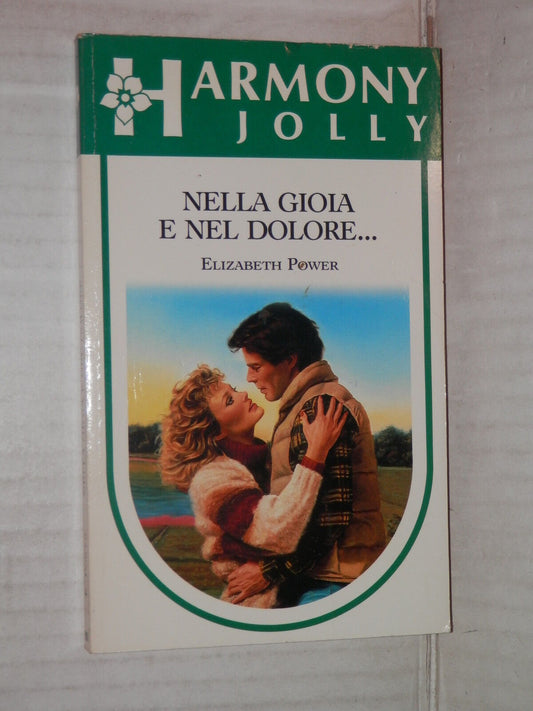 HARMONY
JOLLY
NELLA GIOIA
E NEL DOLORE...
ELIZABETH POWER